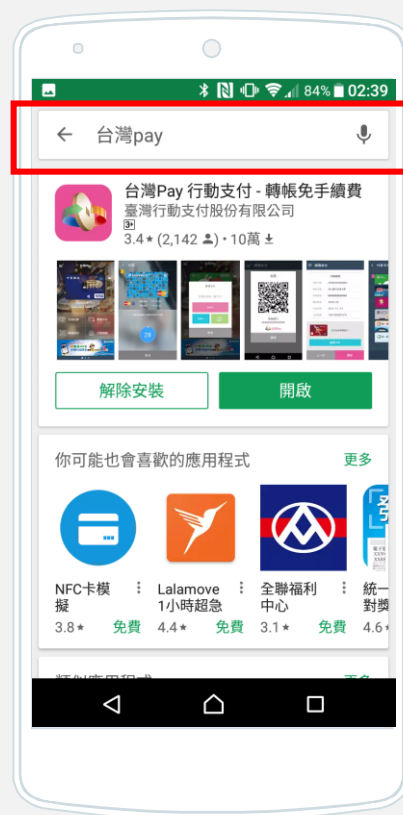 84% 02:39
台灣pay
台灣Pay 行動支付 - 轉帳免手續費
臺灣行動支付股份有限公司
3+
3.4★ (2,142) • 10萬
解除安裝
開啟
你可能也會喜歡的應用程式
更多
NFC卡模擬
3.8★ 免費
Lalamove
1小時超急
4.4★ 免費
全聯福利
中心
3.1★ 免費
統一
對獎
4.6★